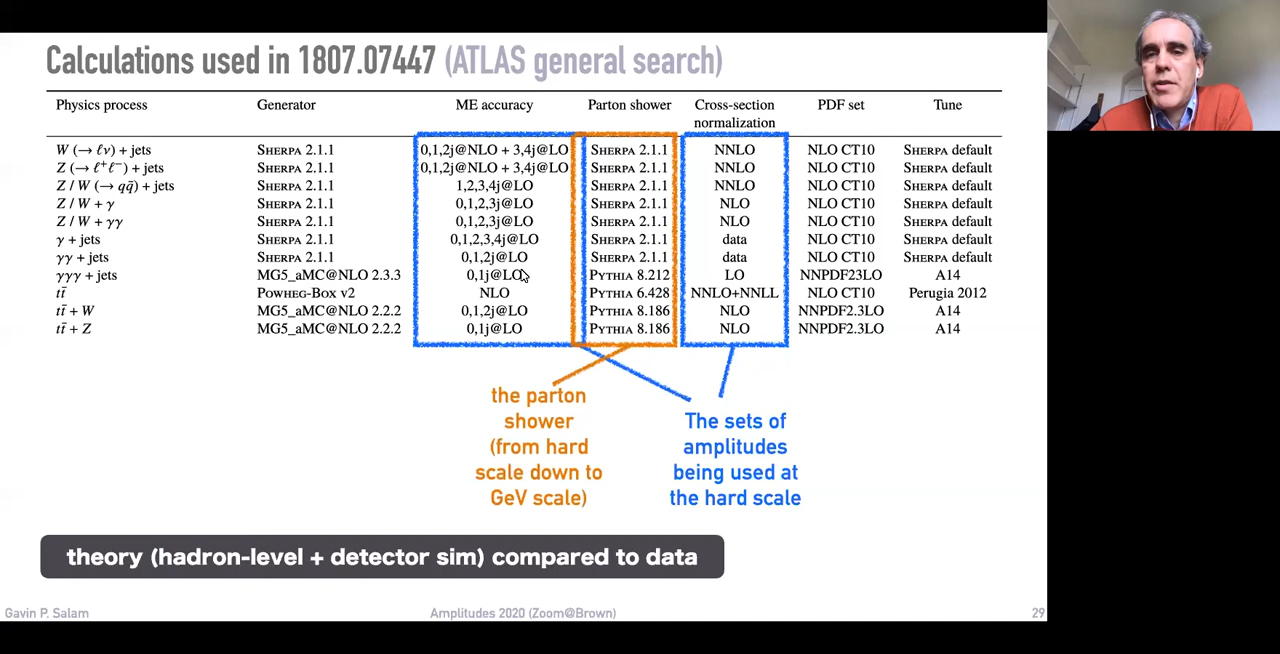 Calculations used in 1807.07447 (ATLAS general search)
Physics process Generator ME accuracy Parton shower Cross-section normalization PDF set Tune
W (→ ℓν) + jets SHERPA 2.1.1 0,1,2j@NLO + 3,4j@LO SHERPA 2.1.1 NNLO NLO CT10 SHERPA default
Z (→ ℓ⁺ℓ⁻) + jets SHERPA 2.1.1 0,1,2j@NLO + 3,4j@LO SHERPA 2.1.1 NNLO NLO CT10 SHERPA default
Z / W (→ qq̄) + jets SHERPA 2.1.1 1,2,3,4j@LO SHERPA 2.1.1 NNLO NLO CT10 SHERPA default
Z / W + γ SHERPA 2.1.1 0,1,2,3j@LO SHERPA 2.1.1 NLO NLO CT10 SHERPA default
Z / W + γγ SHERPA 2.1.1 0,1,2,3j@LO SHERPA 2.1.1 NLO NLO CT10 SHERPA default
γ + jets SHERPA 2.1.1 0,1,2,3,4j@LO SHERPA 2.1.1 data NLO CT10 SHERPA default
γγ + jets SHERPA 2.1.1 0,1,2j@LO SHERPA 2.1.1 data NLO CT10 SHERPA default
γγγ + jets MG5_aMC@NLO 2.3.3 0,1j@LO PYTHIA 8.212 LO NNPDF23LO A14
tt̄ POWHEG-BOX v2 NLO PYTHIA 6.428 NNLO+NNLL NLO CT10 Perugia 2012
tt̄ + W MG5_aMC@NLO 2.2.2 0,1,2j@LO PYTHIA 8.186 NLO NNPDF2.3LO A14
tt̄ + Z MG5_aMC@NLO 2.2.2 0,1j@LO PYTHIA 8.186 NLO NNPDF2.3LO A14
the parton
shower
(from hard
scale down to
GeV scale)
The sets of
amplitudes
being used at
the hard scale
theory (hadron-level + detector sim) compared to data
Gavin P. Salam Amplitudes 2020 (Zoom@Brown) 29